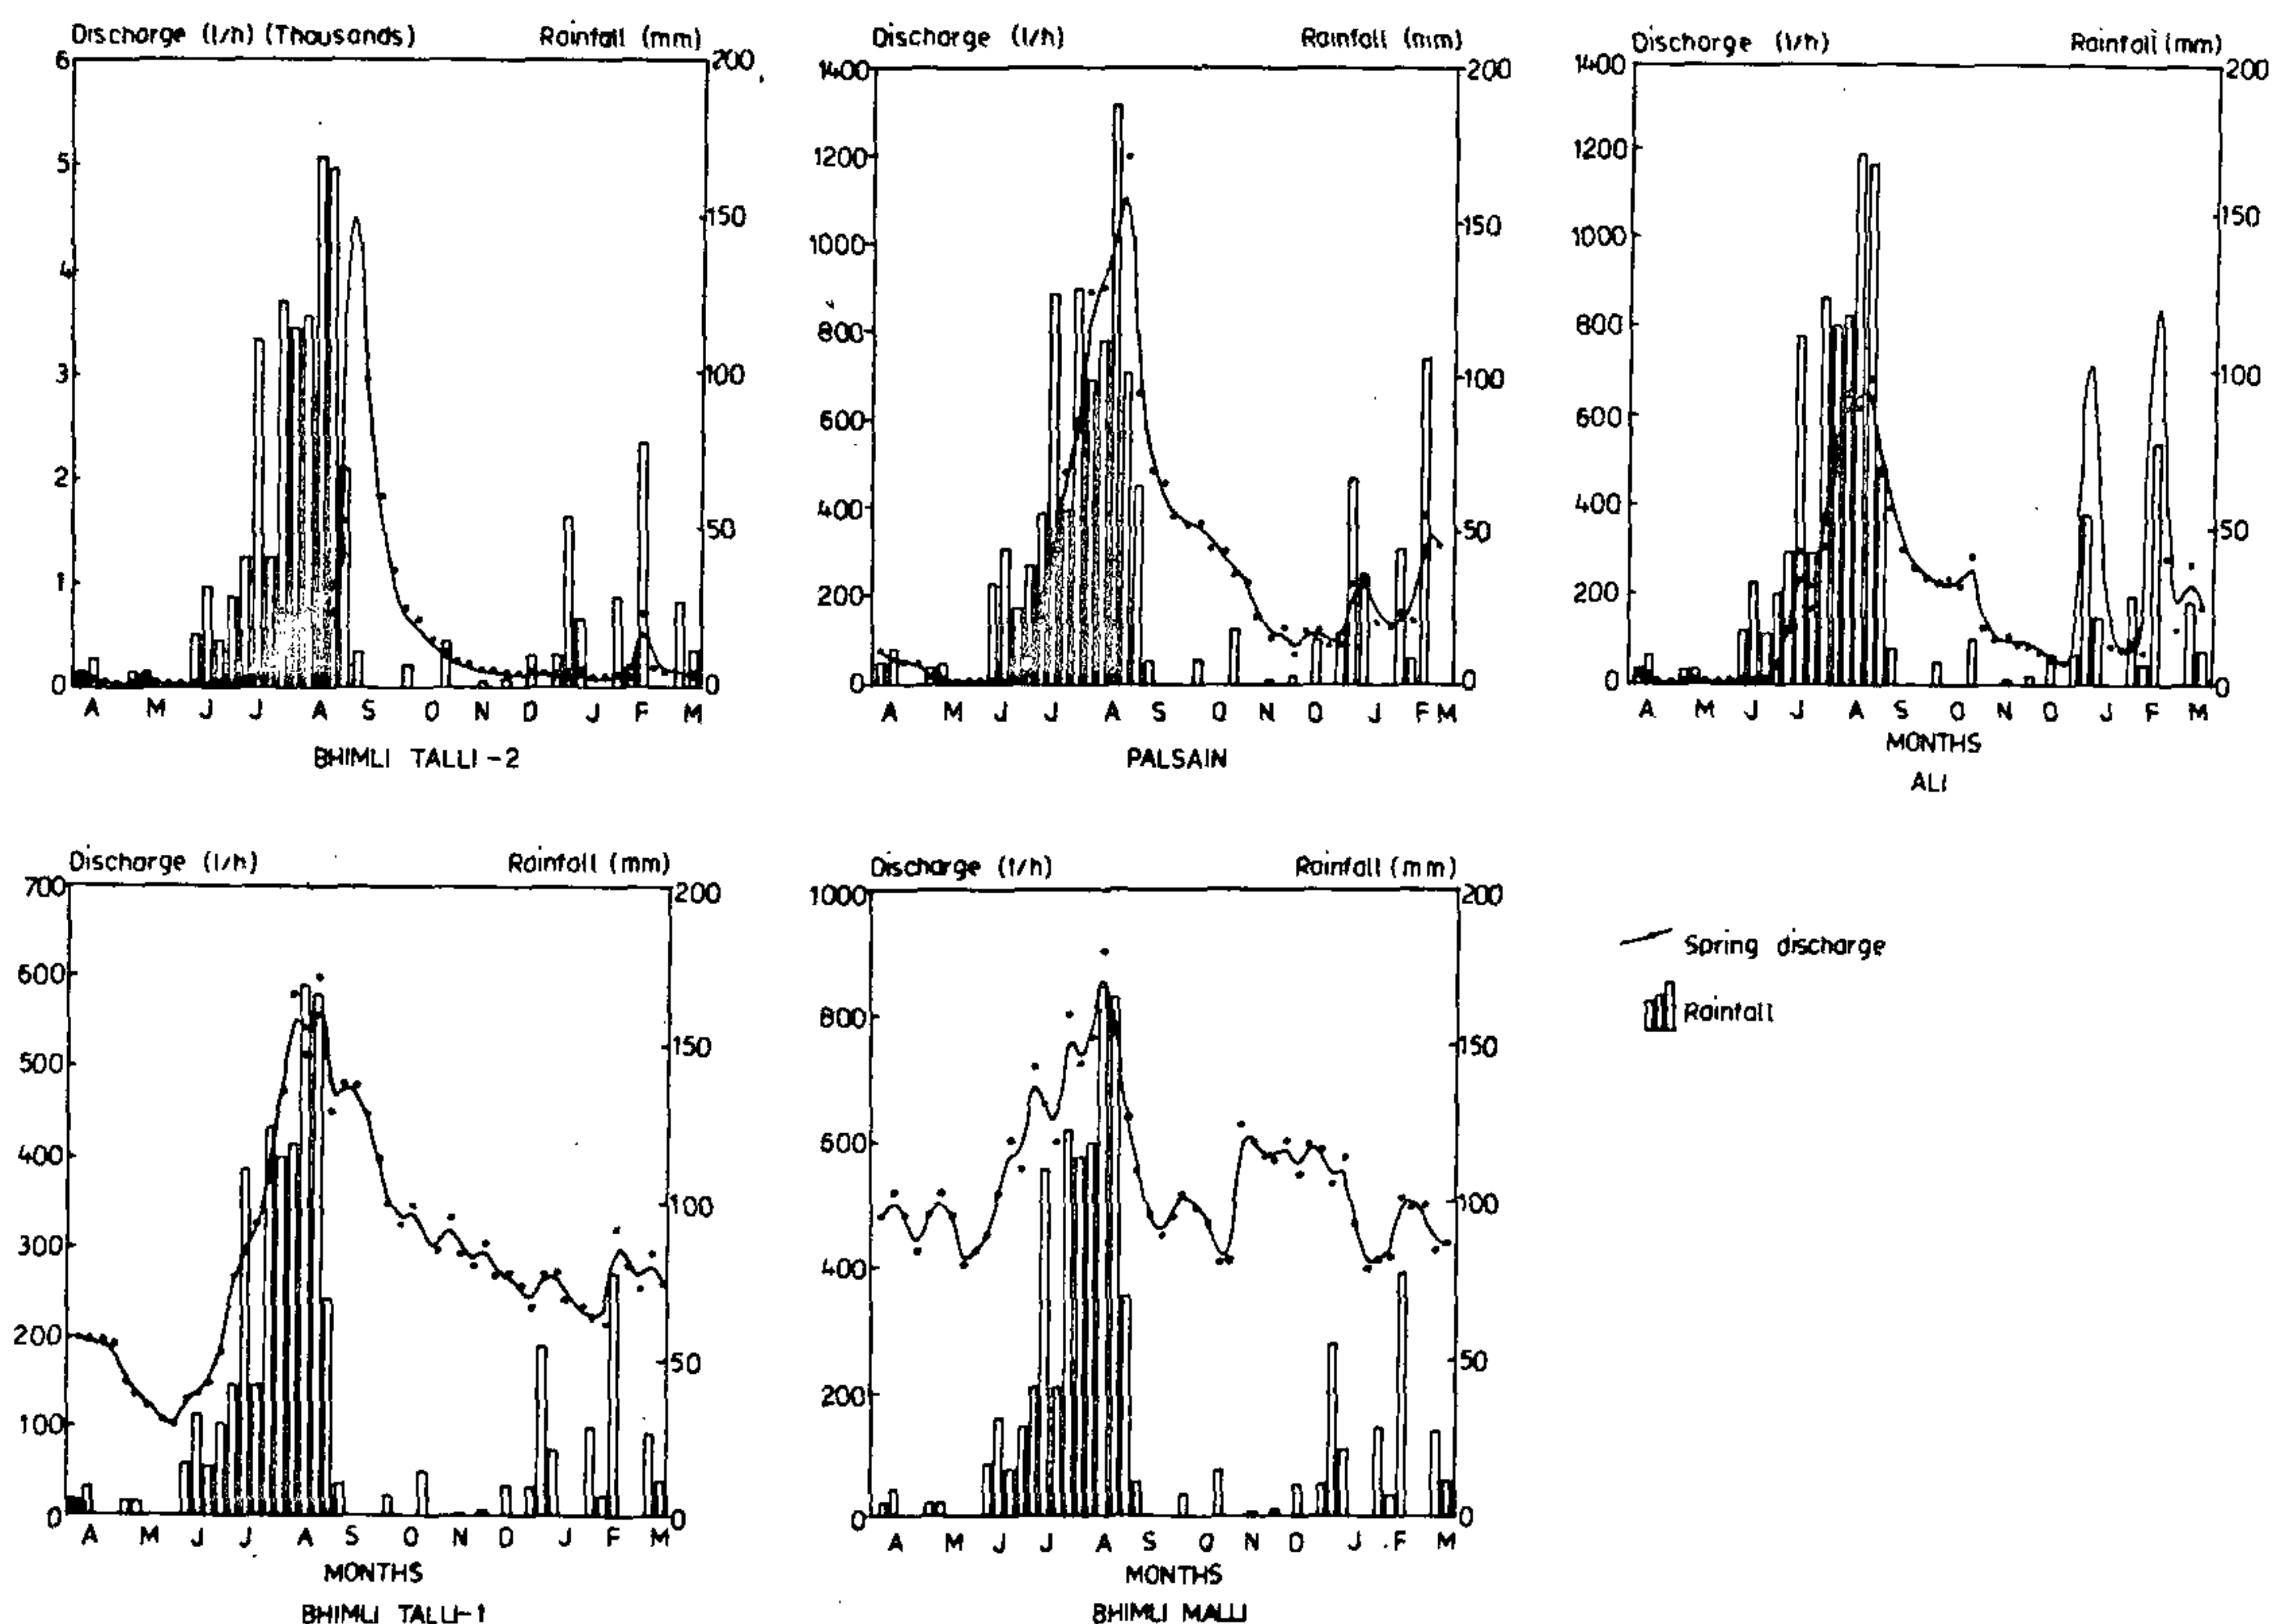 Discharge (l/h) (Thousands) Rainfall (mm)
6 200
5 150
4
3 100
2 50
1
0 0
A M J J A S O N D J F M
BHIMLI TALLI-2
Discharge (l/h) Rainfall (mm)
1400 200
1200 150
1000
800 100
600
400 50
200
0 0
A M J J A S O N D J F M
PALSAIN
Discharge (l/h) Rainfall (mm)
1400 200
1200 150
1000
800 100
600
400 50
200
0 0
A M J J A S O N D J F M
MONTHS
ALI
Discharge (l/h) Rainfall (mm)
700 200
600
500 150
400
300 100
200 50
100
0 0
A M J J A S O N D J F M
MONTHS
BHIMLI TALLI-1
Discharge (l/h) Rainfall (mm)
1000 200
800 150
600
400 100
200 50
0 0
A M J J A S O N D J F M
MONTHS
BHIMLI MALLI
Spring discharge
Rainfall